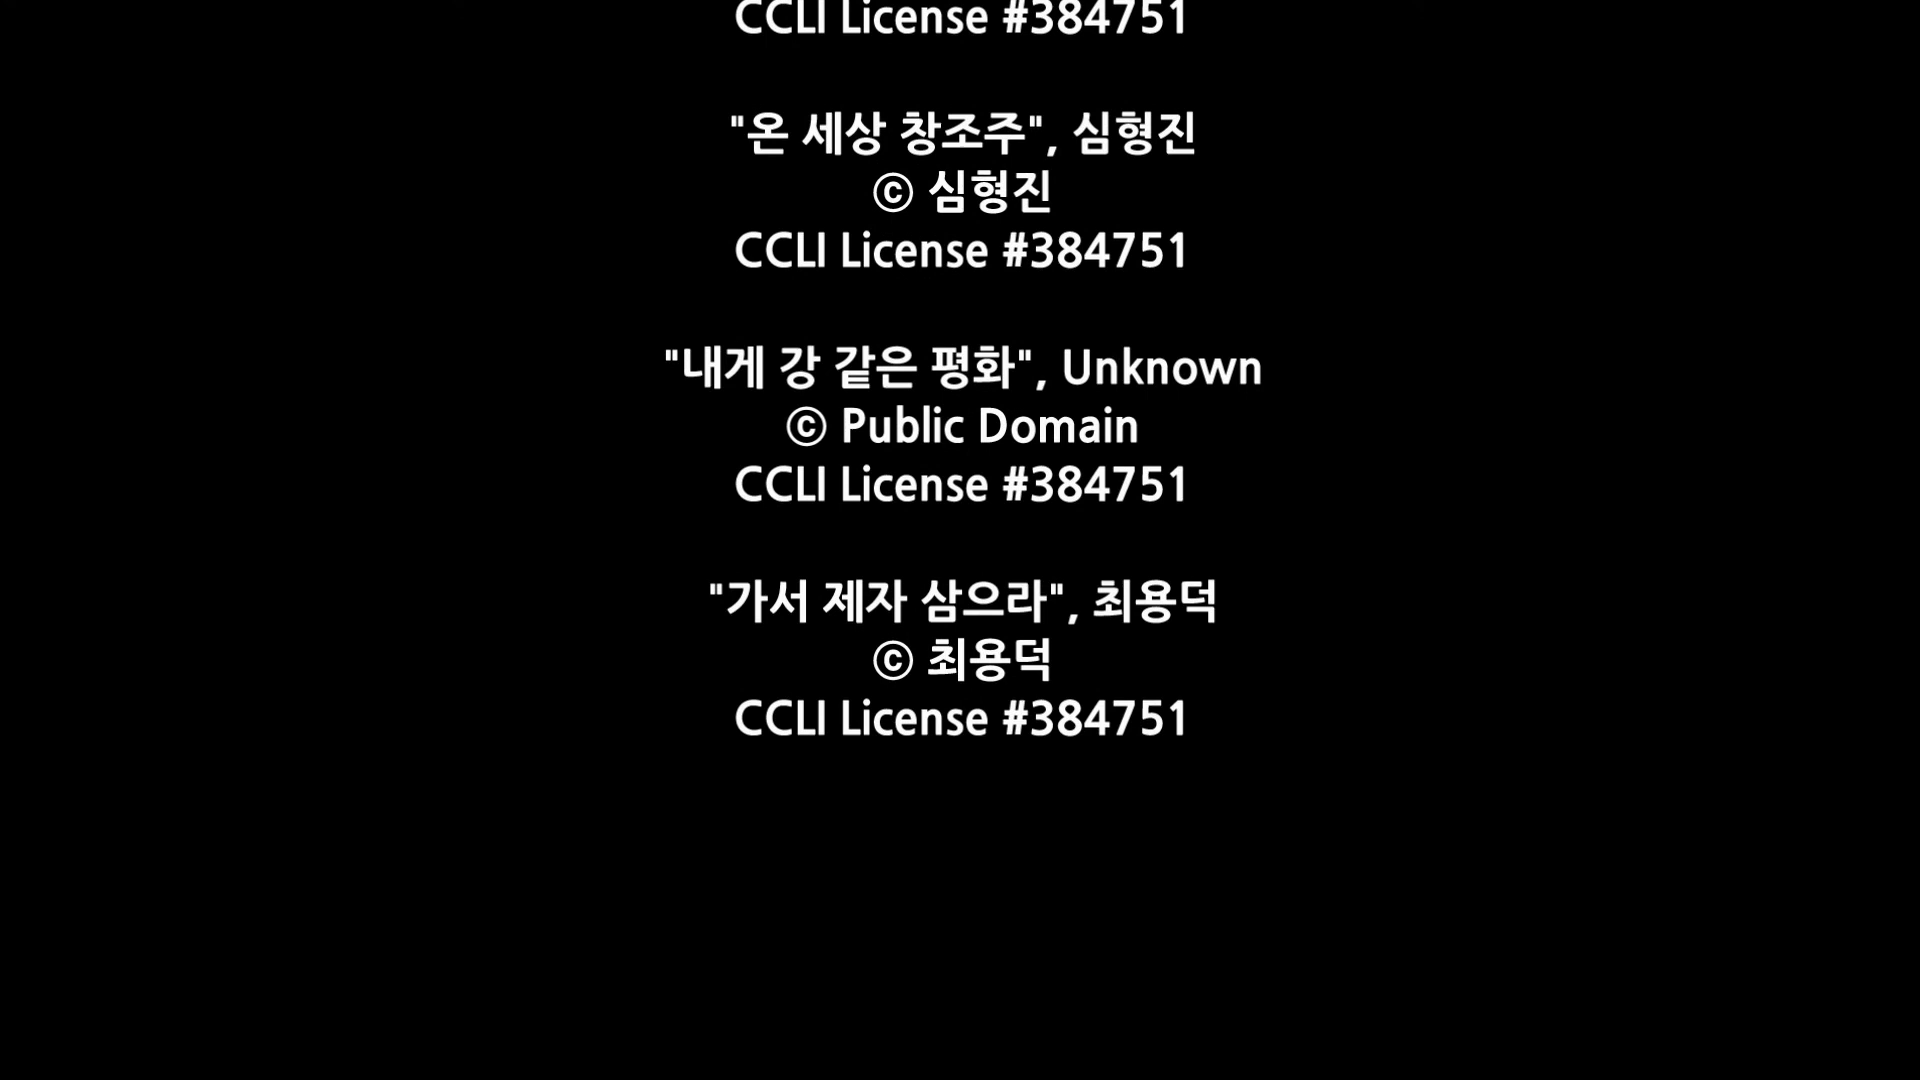 CCLI License #384751
"온 세상 창조주", 심형진
ⓒ 심형진
CCLI License #384751
"내게 강 같은 평화", Unknown
ⓒ Public Domain
CCLI License #384751
"가서 제자 삼으라", 최용덕
ⓒ 최용덕
CCLI License #384751